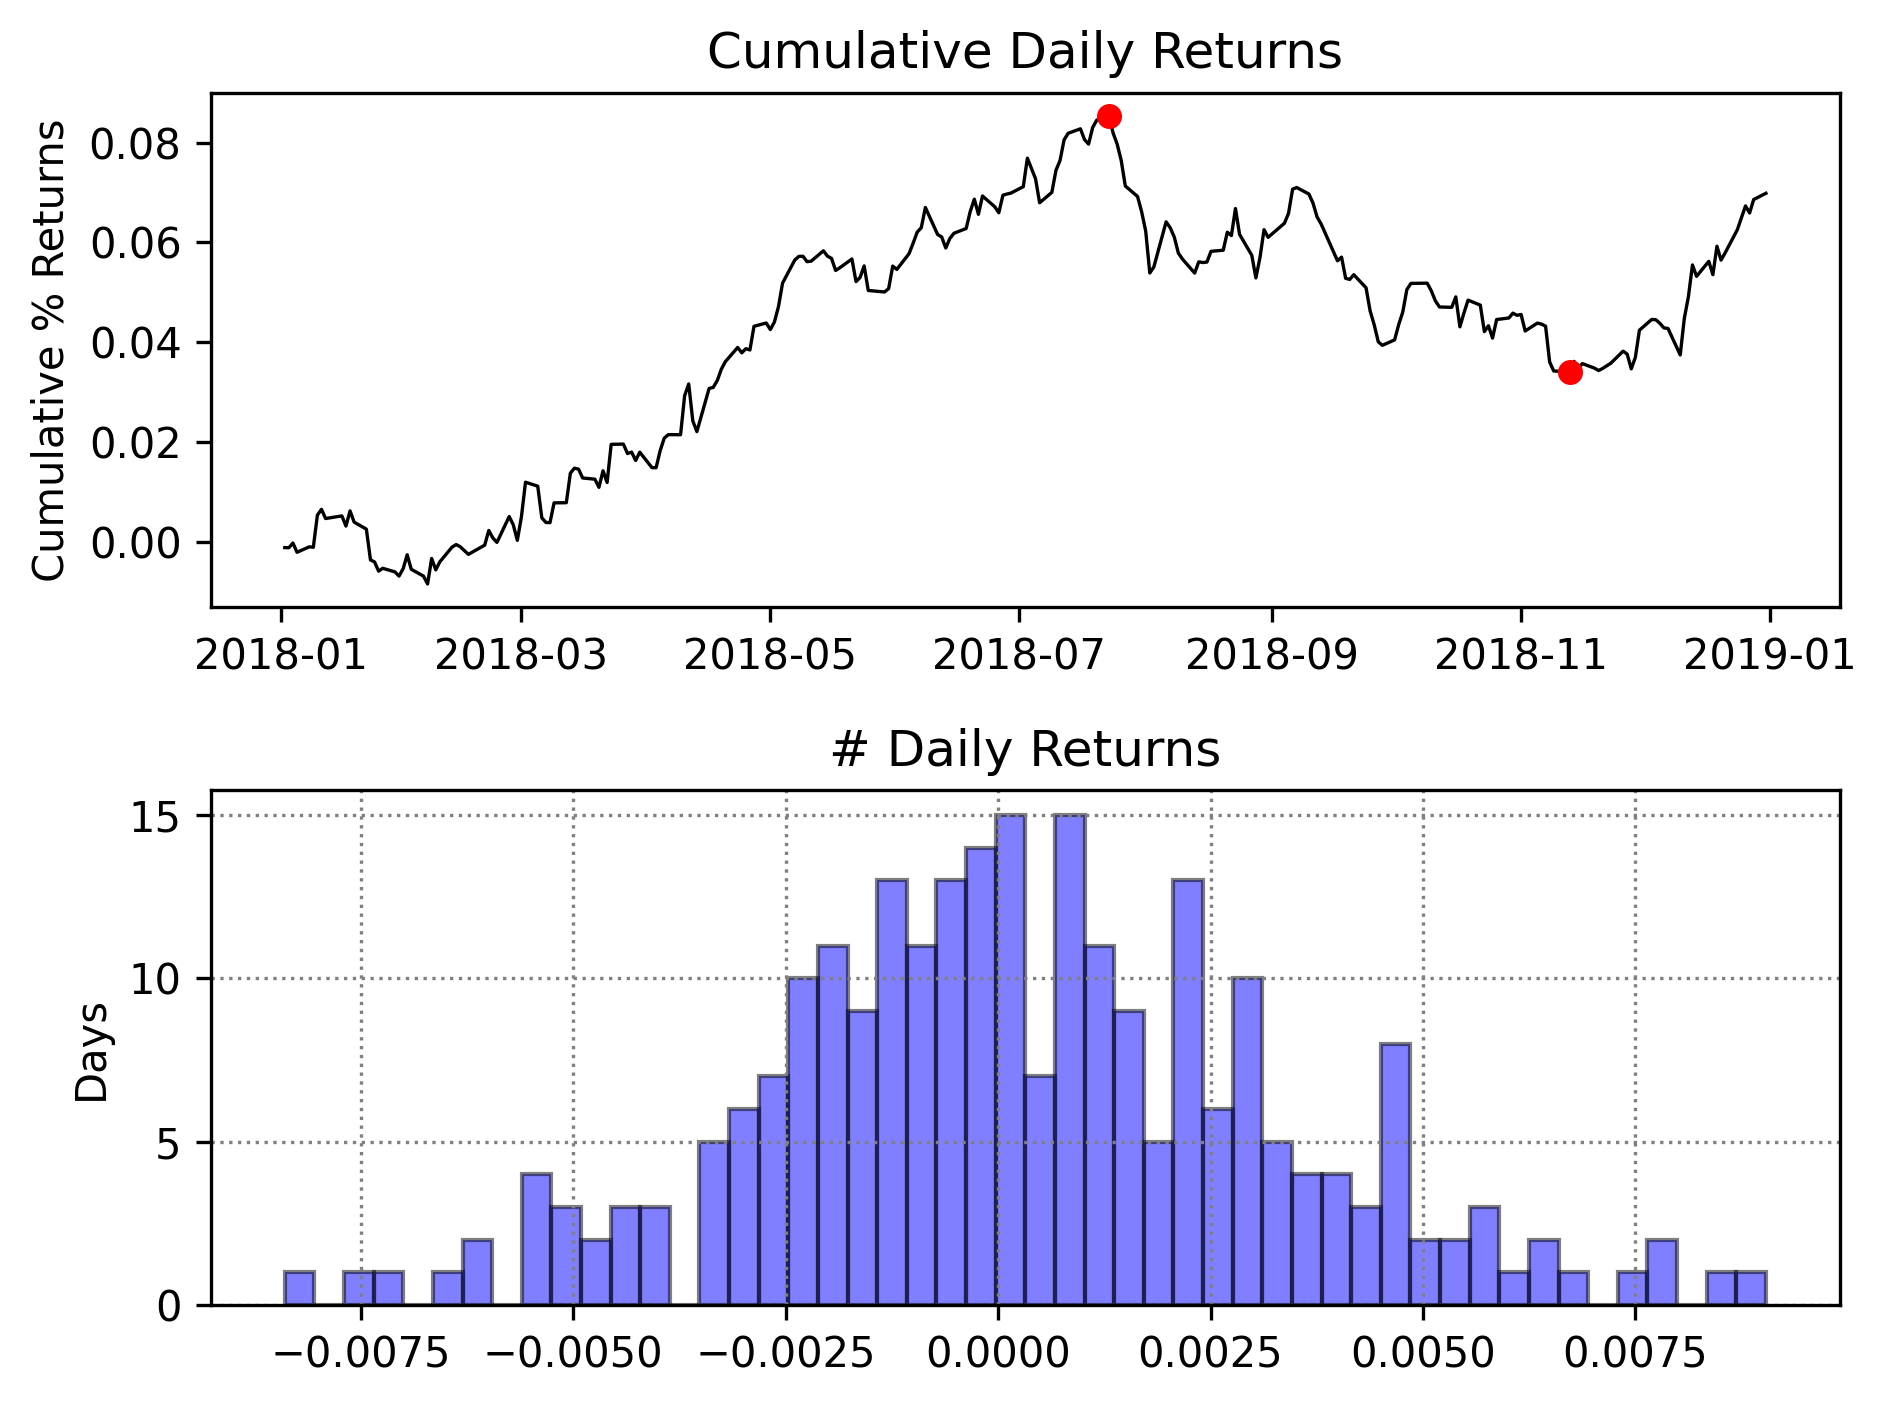 Cumulative Daily Returns
Cumulative % Returns
0.08
0.06
0.04
0.02
0.00
2018-01 2018-03 2018-05 2018-07 2018-09 2018-11 2019-01
# Daily Returns
Days
15
10
5
0
−0.0075 −0.0050 −0.0025 0.0000 0.0025 0.0050 0.0075